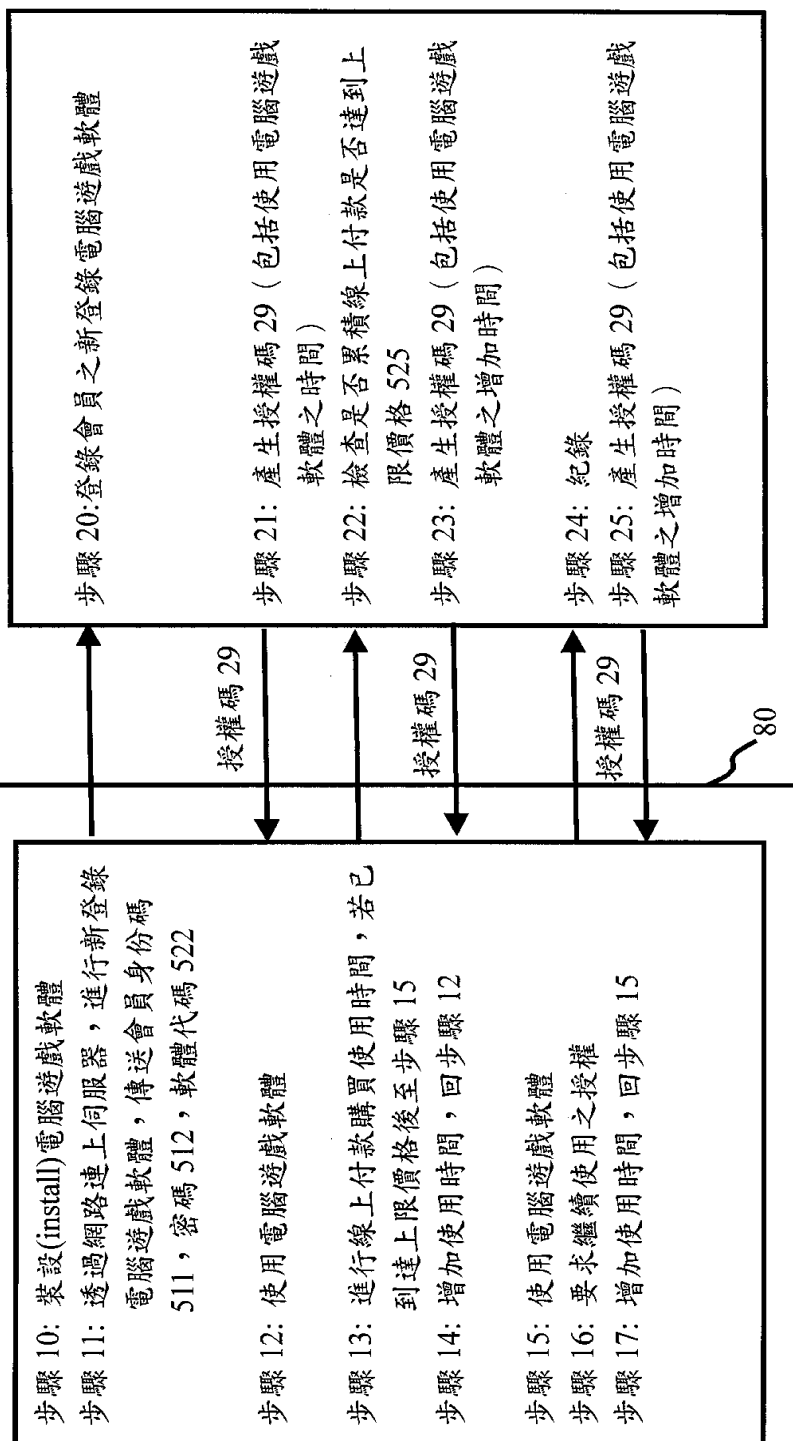 步驟 10: 裝設(install)電腦遊戲軟體
步驟 11: 透過網路連上伺服器，進行新登錄
電腦遊戲軟體，傳送會員身份碼
511，密碼 512，軟體代碼 522
步驟 12: 使用電腦遊戲軟體
步驟 13: 進行線上付款購買使用時間，若已
到達上限價格後至步驟 15
步驟 14: 增加使用時間，回步驟 12
步驟 15: 使用電腦遊戲軟體
步驟 16: 要求繼續使用之授權
步驟 17: 增加使用時間，回步驟 15
授權碼 29
授權碼 29
授權碼 29
80
步驟 20:登錄會員之新登錄電腦遊戲軟體
步驟 21: 產生授權碼 29（包括使用電腦遊戲
軟體之時間）
步驟 22: 檢查是否累積線上付款是否達到上
限價格 525
步驟 23: 產生授權碼 29（包括使用電腦遊戲
軟體之增加時間）
步驟 24: 紀錄
步驟 25: 產生授權碼 29（包括使用電腦遊戲
軟體之增加時間）